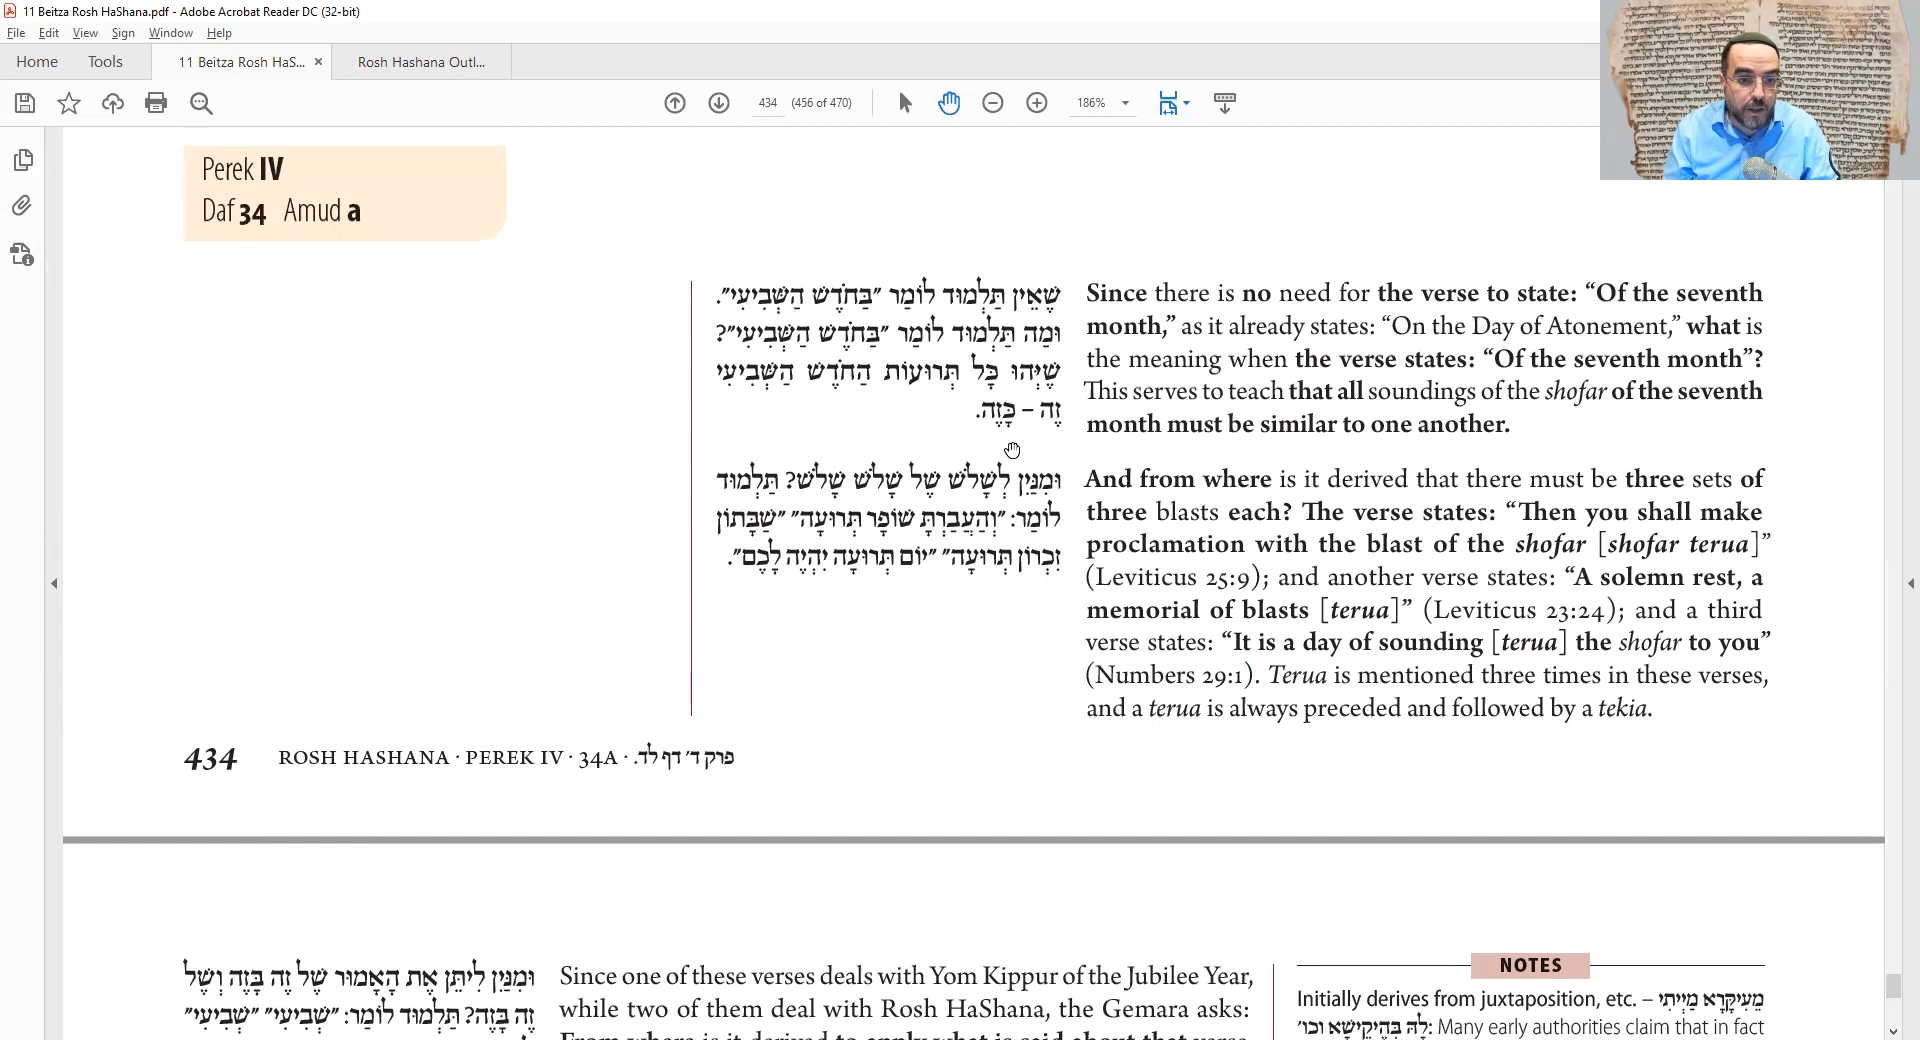 11 Beitza Rosh HaShana.pdf - Adobe Acrobat Reader DC (32-bit)
File Edit View Sign Window Help
Home Tools 11 Beitza Rosh HaS... × Rosh Hashana Outl...
434 (456 of 470) 186%
Perek IV
Daf 34 Amud a
שֶׁאֵין תַּלְמוּד לוֹמַר ״בַּחֹדֶשׁ הַשְּׁבִיעִי״.
וּמַה תַּלְמוּד לוֹמַר ״בַּחֹדֶשׁ הַשְּׁבִיעִי״?
שֶׁיְּהוּ כׇּל תְּרוּעוֹת הַחֹדֶשׁ הַשְּׁבִיעִי
זֶה – כָּזֶה.
וּמִנַּיִן לְשָׁלֹשׁ שֶׁל שָׁלֹשׁ שָׁלֹשׁ? תַּלְמוּד
לוֹמַר: ״וְהַעֲבַרְתָּ שׁוֹפָר תְּרוּעָה״ ״שַׁבָּתוֹן
זִכְרוֹן תְּרוּעָה״ ״יוֹם תְּרוּעָה יִהְיֶה לָכֶם״.
Since there is no need for the verse to state: “Of the seventh
month,” as it already states: “On the Day of Atonement,” what is
the meaning when the verse states: “Of the seventh month”?
This serves to teach that all soundings of the shofar of the seventh
month must be similar to one another.
And from where is it derived that there must be three sets of
three blasts each? The verse states: “Then you shall make
proclamation with the blast of the shofar [shofar terua]”
(Leviticus 25:9); and another verse states: “A solemn rest, a
memorial of blasts [terua]” (Leviticus 23:24); and a third
verse states: “It is a day of sounding [terua] the shofar to you”
(Numbers 29:1). Terua is mentioned three times in these verses,
and a terua is always preceded and followed by a tekia.
434 ROSH HASHANA · PEREK IV · 34A · פרק ד׳ דף לד.
וּמִנַּיִן לִיתֵּן אֶת הָאָמוּר שֶׁל זֶה בָּזֶה וְשֶׁל
זֶה בָּזֶה? תַּלְמוּד לוֹמַר: ״שְׁבִיעִי״ ״שְׁבִיעִי״
Since one of these verses deals with Yom Kippur of the Jubilee Year,
while two of them deal with Rosh HaShana, the Gemara asks:
From where is it derived to apply what is said about that verse
NOTES
Initially derives from juxtaposition, etc. – מֵעִיקָּרָא מַיְיתֵי
לָהּ בְּהֶיקֵּישָׁא וכו׳: Many early authorities claim that in fact